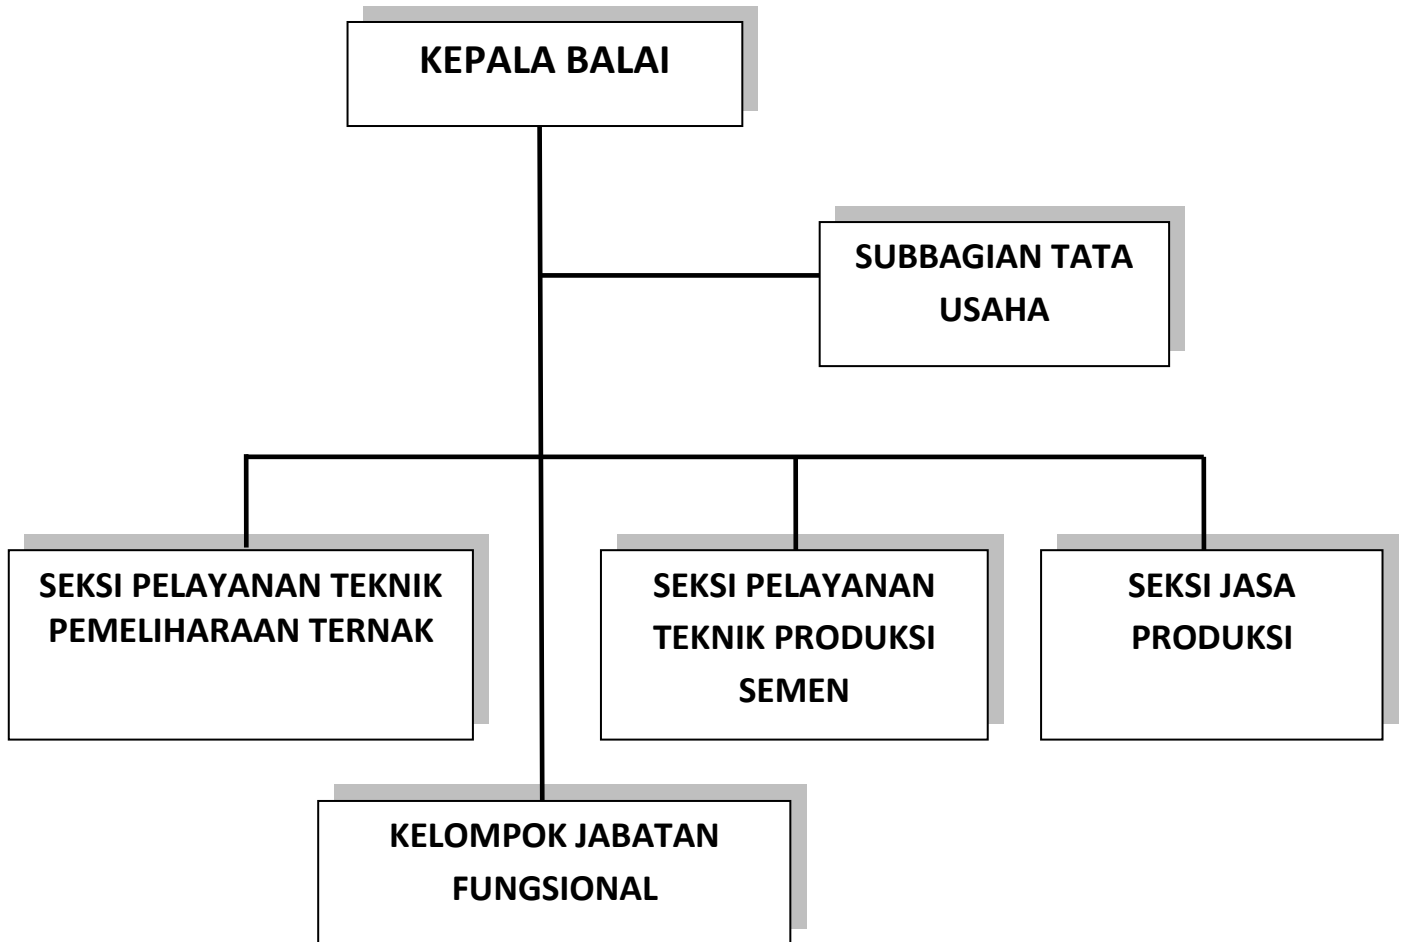 KEPALA BALAI
SUBBAGIAN TATA
USAHA
SEKSI PELAYANAN TEKNIK
PEMELIHARAAN TERNAK
SEKSI PELAYANAN
TEKNIK PRODUKSI
SEMEN
SEKSI JASA
PRODUKSI
KELOMPOK JABATAN
FUNGSIONAL